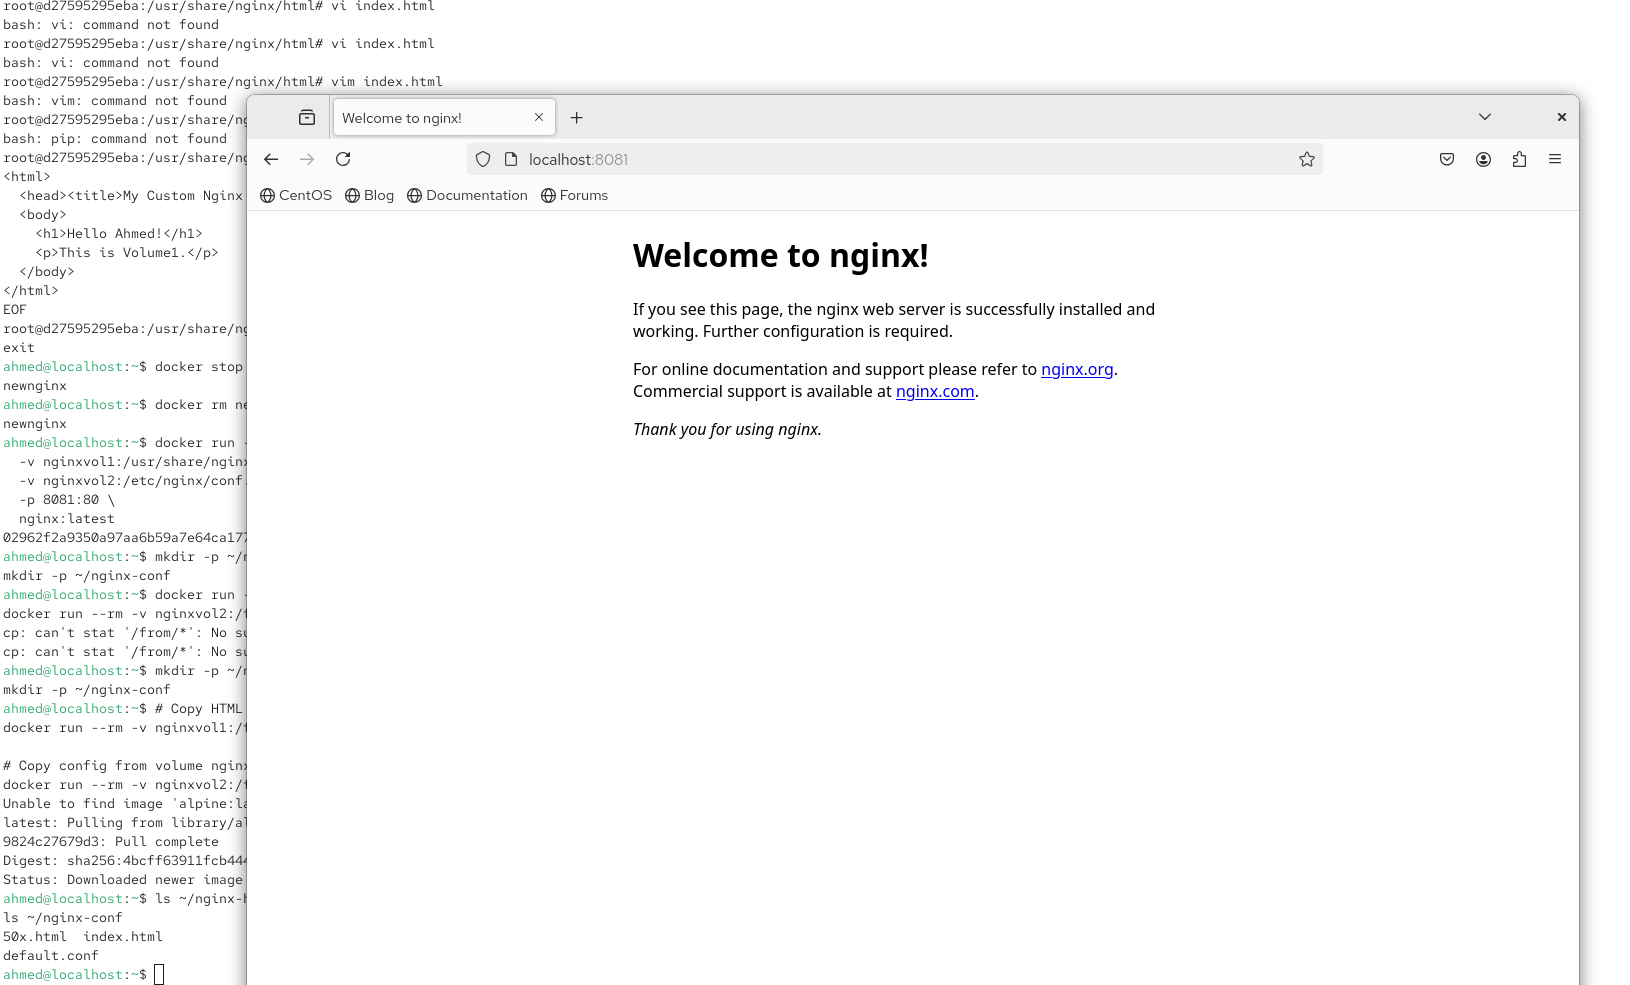 root@d27595295eba:/usr/share/nginx/html# vi index.html
bash: vi: command not found
root@d27595295eba:/usr/share/nginx/html# vi index.html
bash: vi: command not found
root@d27595295eba:/usr/share/nginx/html# vim index.html
bash: vim: command not found
root@d27595295eba:/usr/share/ng
bash: pip: command not found
root@d27595295eba:/usr/share/ng
<html>
<head><title>My Custom Nginx
<body>
<h1>Hello Ahmed!</h1>
<p>This is Volume1.</p>
</body>
</html>
EOF
root@d27595295eba:/usr/share/ng
exit
ahmed@localhost:~$ docker stop
newnginx
ahmed@localhost:~$ docker rm ne
newnginx
ahmed@localhost:~$ docker run -
-v nginxvol1:/usr/share/nginx
-v nginxvol2:/etc/nginx/conf.
-p 8081:80 \
nginx:latest
02962f2a9350a97aa6b59a7e64ca177
ahmed@localhost:~$ mkdir -p ~/n
mkdir -p ~/nginx-conf
ahmed@localhost:~$ docker run -
docker run --rm -v nginxvol2:/f
cp: can't stat '/from/*': No su
cp: can't stat '/from/*': No su
ahmed@localhost:~$ mkdir -p ~/n
mkdir -p ~/nginx-conf
ahmed@localhost:~$ # Copy HTML
docker run --rm -v nginxvol1:/f
# Copy config from volume nginx
docker run --rm -v nginxvol2:/f
Unable to find image 'alpine:la
latest: Pulling from library/al
9824c27679d3: Pull complete
Digest: sha256:4bcff63911fcb444
Status: Downloaded newer image
ahmed@localhost:~$ ls ~/nginx-h
ls ~/nginx-conf
50x.html  index.html
default.conf
ahmed@localhost:~$
Welcome to nginx!
localhost:8081
CentOS Blog Documentation Forums
Welcome to nginx!
If you see this page, the nginx web server is successfully installed and
working. Further configuration is required.
For online documentation and support please refer to nginx.org.
Commercial support is available at nginx.com.
Thank you for using nginx.